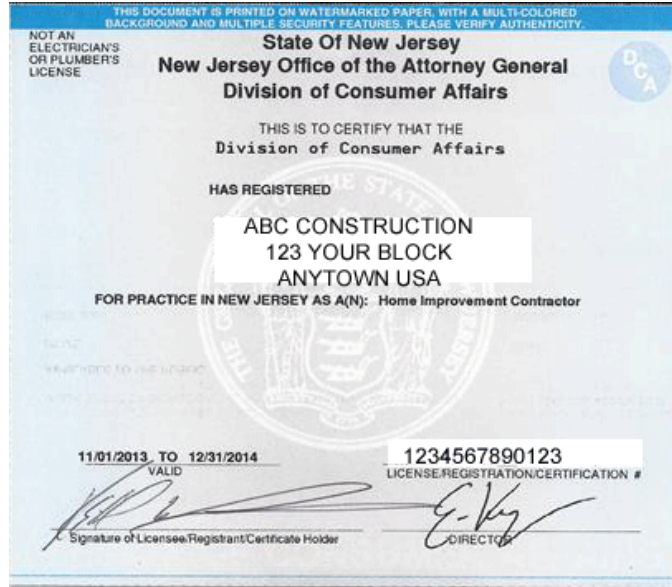 THIS DOCUMENT IS PRINTED ON WATERMARKED PAPER, WITH A MULTI-COLORED
BACKGROUND AND MULTIPLE SECURITY FEATURES. PLEASE VERIFY AUTHENTICITY.
NOT AN
ELECTRICIAN'S
OR PLUMBER'S
LICENSE
State Of New Jersey
New Jersey Office of the Attorney General
Division of Consumer Affairs
DCA
THIS IS TO CERTIFY THAT THE
Division of Consumer Affairs
HAS REGISTERED
ABC CONSTRUCTION
123 YOUR BLOCK
ANYTOWN USA
FOR PRACTICE IN NEW JERSEY AS A(N): Home Improvement Contractor
11/01/2013 TO 12/31/2014
VALID
1234567890123
LICENSE/REGISTRATION/CERTIFICATION #
Signature of Licensee/Registrant/Certificate Holder
DIRECTOR